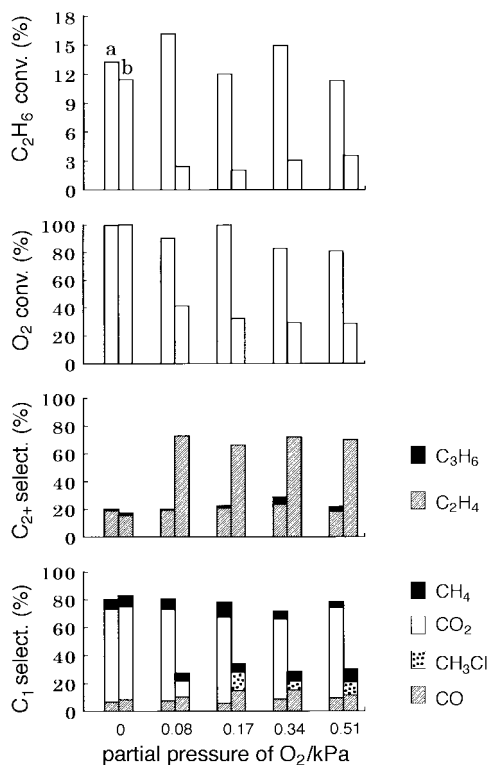 C₂H₆ conv. (%)
18
15
12
9
6
3
0
a
b
O₂ conv. (%)
100
80
60
40
20
0
C₂₊ select. (%)
100
80
60
40
20
0
C₃H₆
C₂H₄
C₁ select. (%)
100
80
60
40
20
0
CH₄
CO₂
CH₃Cl
CO
0 0.08 0.17 0.34 0.51
partial pressure of O₂/kPa